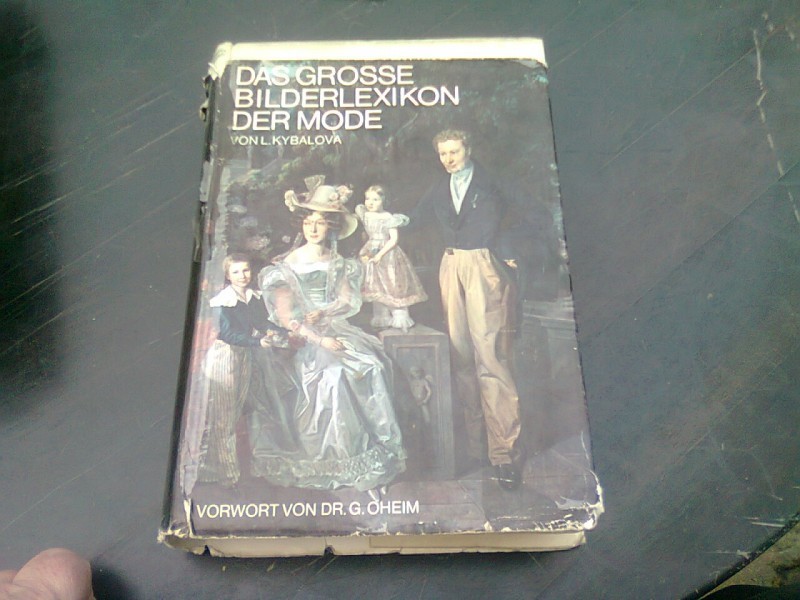 DAS GROSSE
BILDERLEXIKON
DER MODE
VON L. KYBALOVA
VORWORT VON DR. G. OHEIM